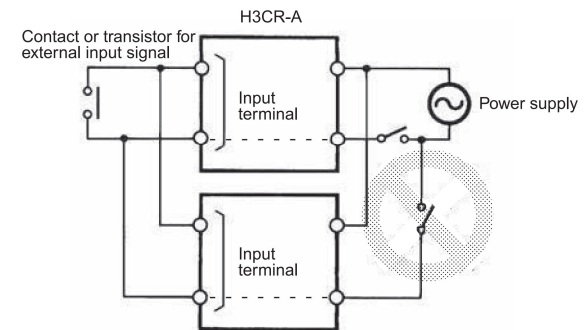 H3CR-A
Contact or transistor for
external input signal
Input
terminal
Power supply
Input
terminal